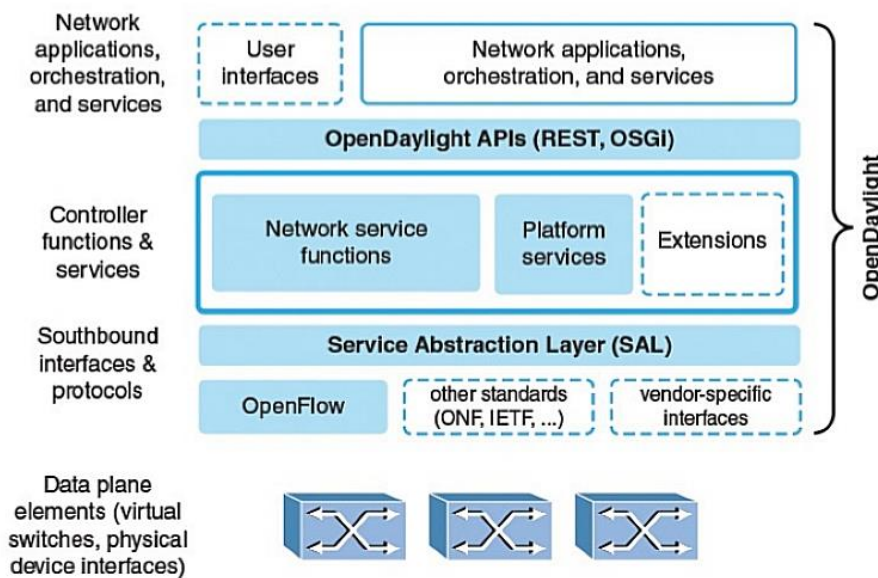 Network
applications,
orchestration,
and services
User
interfaces
Network applications,
orchestration, and services
OpenDaylight APIs (REST, OSGi)
Controller
functions &
services
Network service
functions
Platform
services
Extensions
OpenDaylight
Southbound
interfaces &
protocols
Service Abstraction Layer (SAL)
OpenFlow
other standards
(ONF, IETF, ...)
vendor-specific
interfaces
Data plane
elements (virtual
switches, physical
device interfaces)